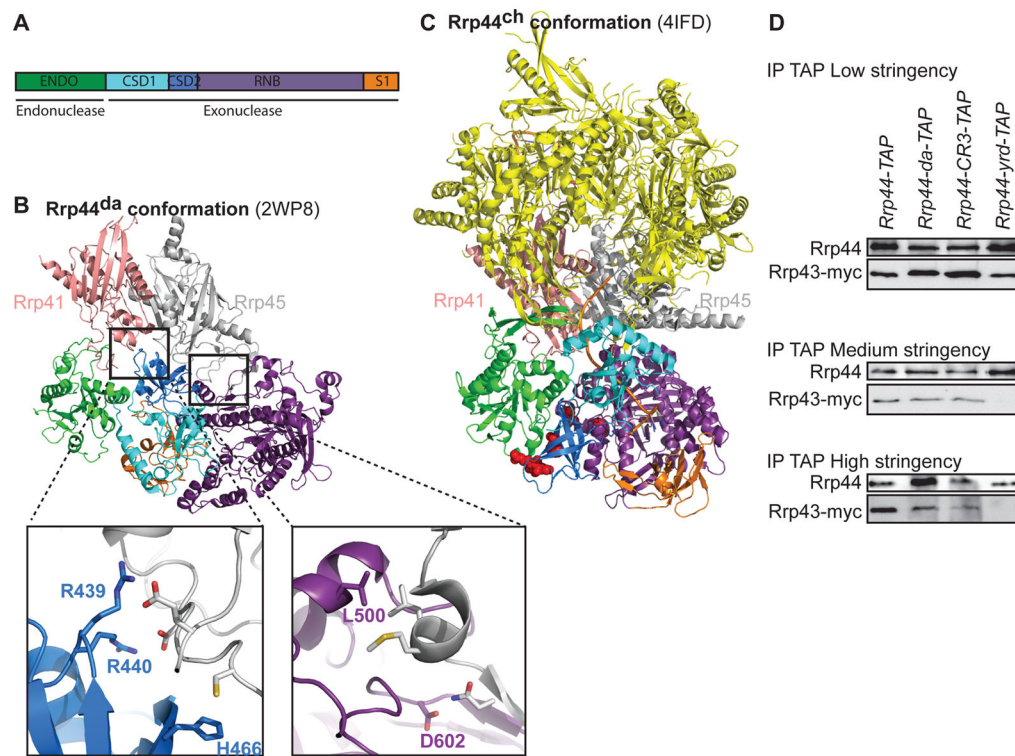 A
ENDO CSD1 CSD2 RNB S1
Endonuclease Exonuclease
B Rrp44da conformation (2WP8)
Rrp41
Rrp45
R439
R440
H466
L500
D602
C Rrp44ch conformation (4IFD)
Rrp41
Rrp45
D
IP TAP Low stringency
Rrp44-TAP
Rrp44-da-TAP
Rrp44-CR3-TAP
Rrp44-yrd-TAP
Rrp44
Rrp43-myc
IP TAP Medium stringency
Rrp44
Rrp43-myc
IP TAP High stringency
Rrp44
Rrp43-myc